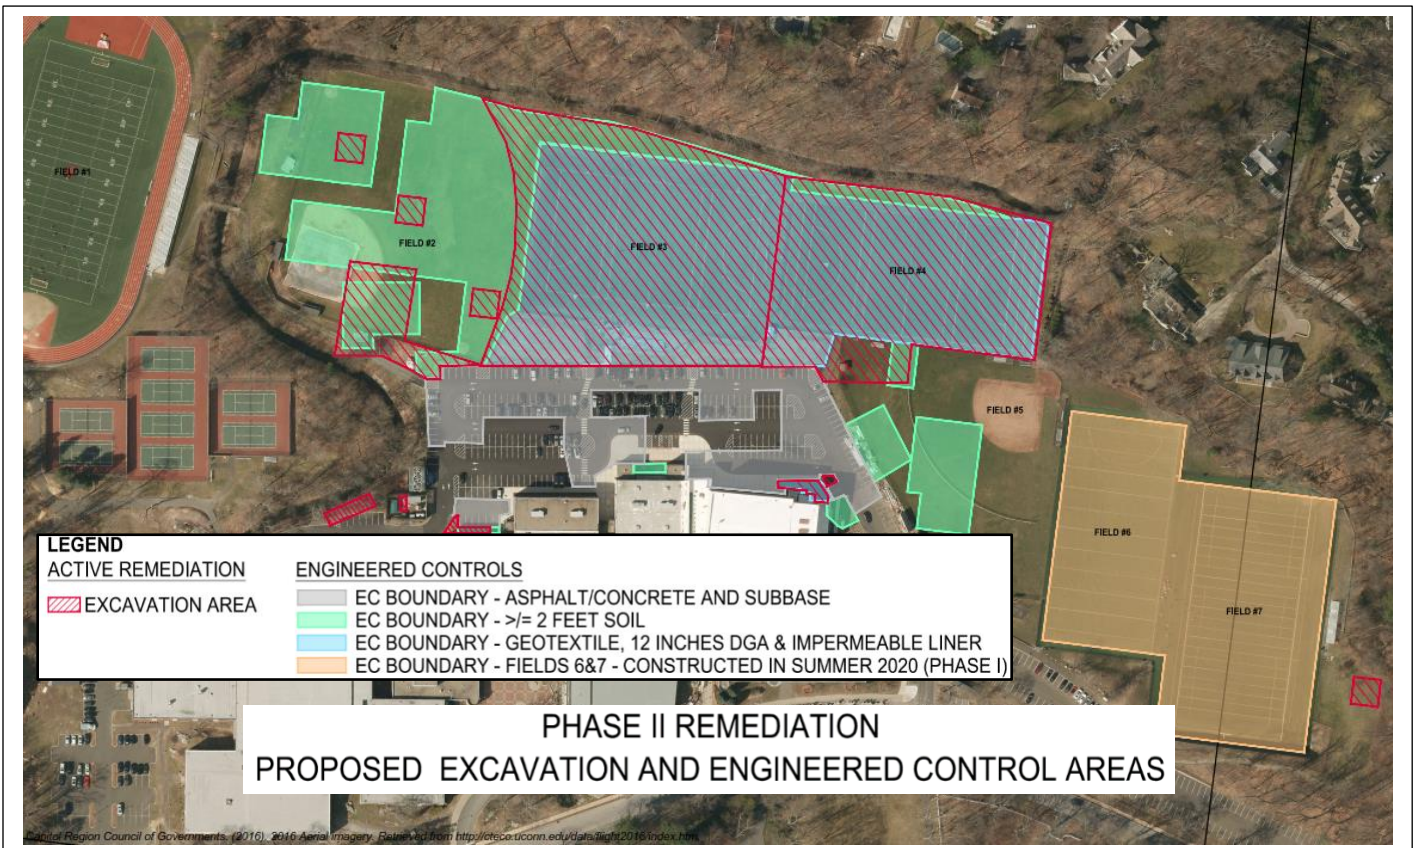 FIELD #1
FIELD #2
FIELD #3
FIELD #4
FIELD #5
FIELD #6
FIELD #7
LEGEND
ACTIVE REMEDIATION
EXCAVATION AREA
ENGINEERED CONTROLS
EC BOUNDARY - ASPHALT/CONCRETE AND SUBBASE
EC BOUNDARY - >/= 2 FEET SOIL
EC BOUNDARY - GEOTEXTILE, 12 INCHES DGA & IMPERMEABLE LINER
EC BOUNDARY - FIELDS 6&7 - CONSTRUCTED IN SUMMER 2020 (PHASE I)
PHASE II REMEDIATION
PROPOSED EXCAVATION AND ENGINEERED CONTROL AREAS
Capitol Region Council of Governments. (2016). 2016 Aerial Imagery. Retrieved from http://cteco.uconn.edu/data/flight2016/index.htm